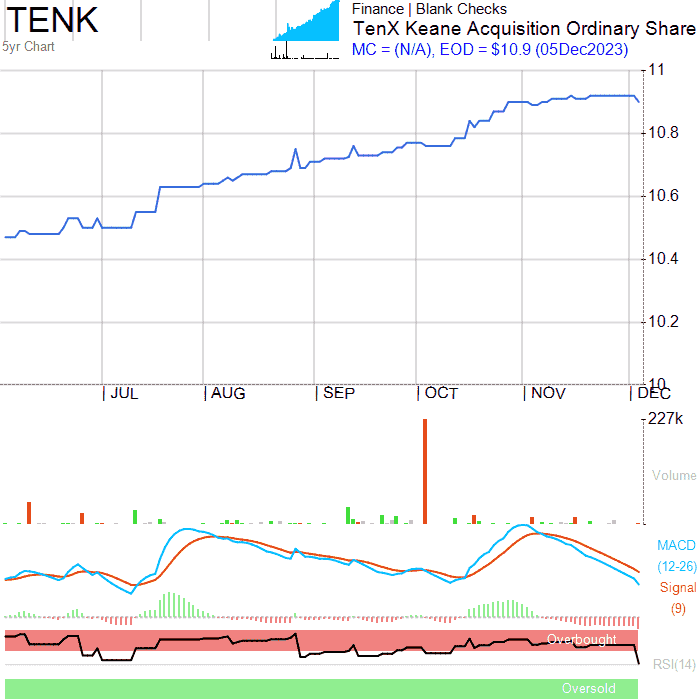 TENK
5yr Chart
Finance | Blank Checks
TenX Keane Acquisition Ordinary Share
MC = (N/A), EOD = $10.9 (05Dec2023)
11
10.8
10.6
10.4
10.2
10
JUL
AUG
SEP
OCT
NOV
DEC
227k
Volume
MACD
(12-26)
Signal
(9)
Overbought
RSI(14)
Oversold